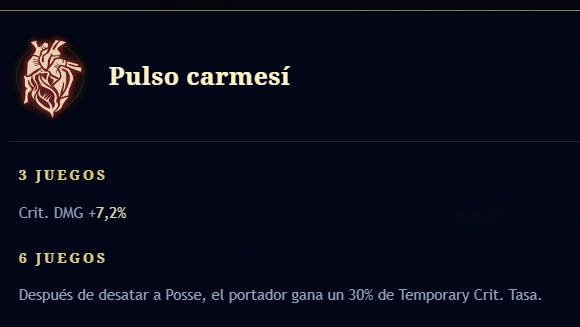 Pulso carmesí
3 JUEGOS
Crit. DMG +7,2%
6 JUEGOS
Después de desatar a Posse, el portador gana un 30% de Temporary Crit. Tasa.